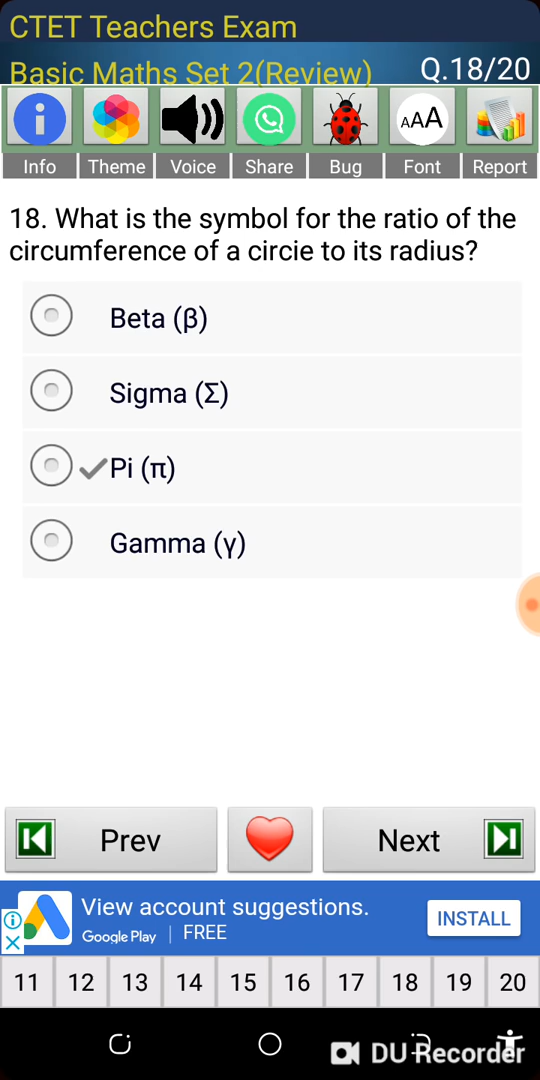 CTET Teachers Exam
Basic Maths Set 2(Review) Q.18/20
AAA
Info Theme Voice Share Bug Font Report
18. What is the symbol for the ratio of the
circumference of a circie to its radius?
Beta (β)
Sigma (Σ)
Pi (π)
Gamma (γ)
Prev Next
View account suggestions.
Google Play | FREE
INSTALL
11 12 13 14 15 16 17 18 19 20
DU Recorder